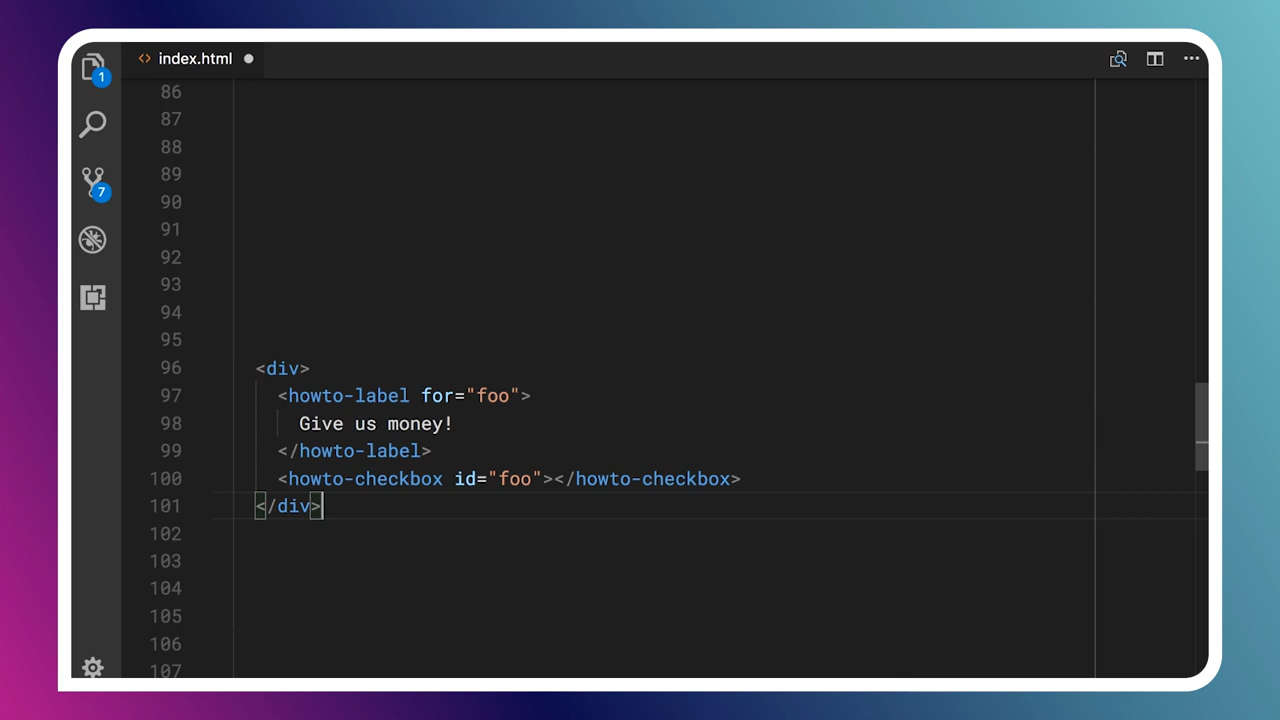 index.html
1
7
86
87
88
89
90
91
92
93
94
95
96 <div>
97 <howto-label for="foo">
98 Give us money!
99 </howto-label>
100 <howto-checkbox id="foo"></howto-checkbox>
101 </div>
102
103
104
105
106
107